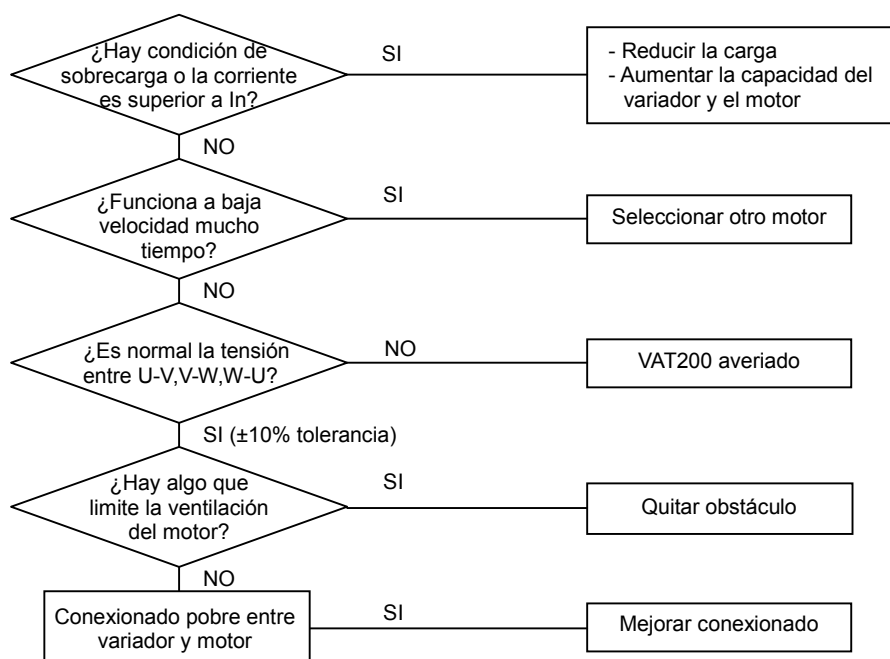 ¿Hay condición de
sobrecarga o la corriente
es superior a In?
SI
- Reducir la carga
- Aumentar la capacidad del
variador y el motor
NO
¿Funciona a baja
velocidad mucho
tiempo?
SI
Seleccionar otro motor
NO
¿Es normal la tensión
entre U-V,V-W,W-U?
NO
VAT200 averiado
SI (±10% tolerancia)
¿Hay algo que
limite la ventilación
del motor?
SI
Quitar obstáculo
NO
Conexionado pobre entre
variador y motor
SI
Mejorar conexionado